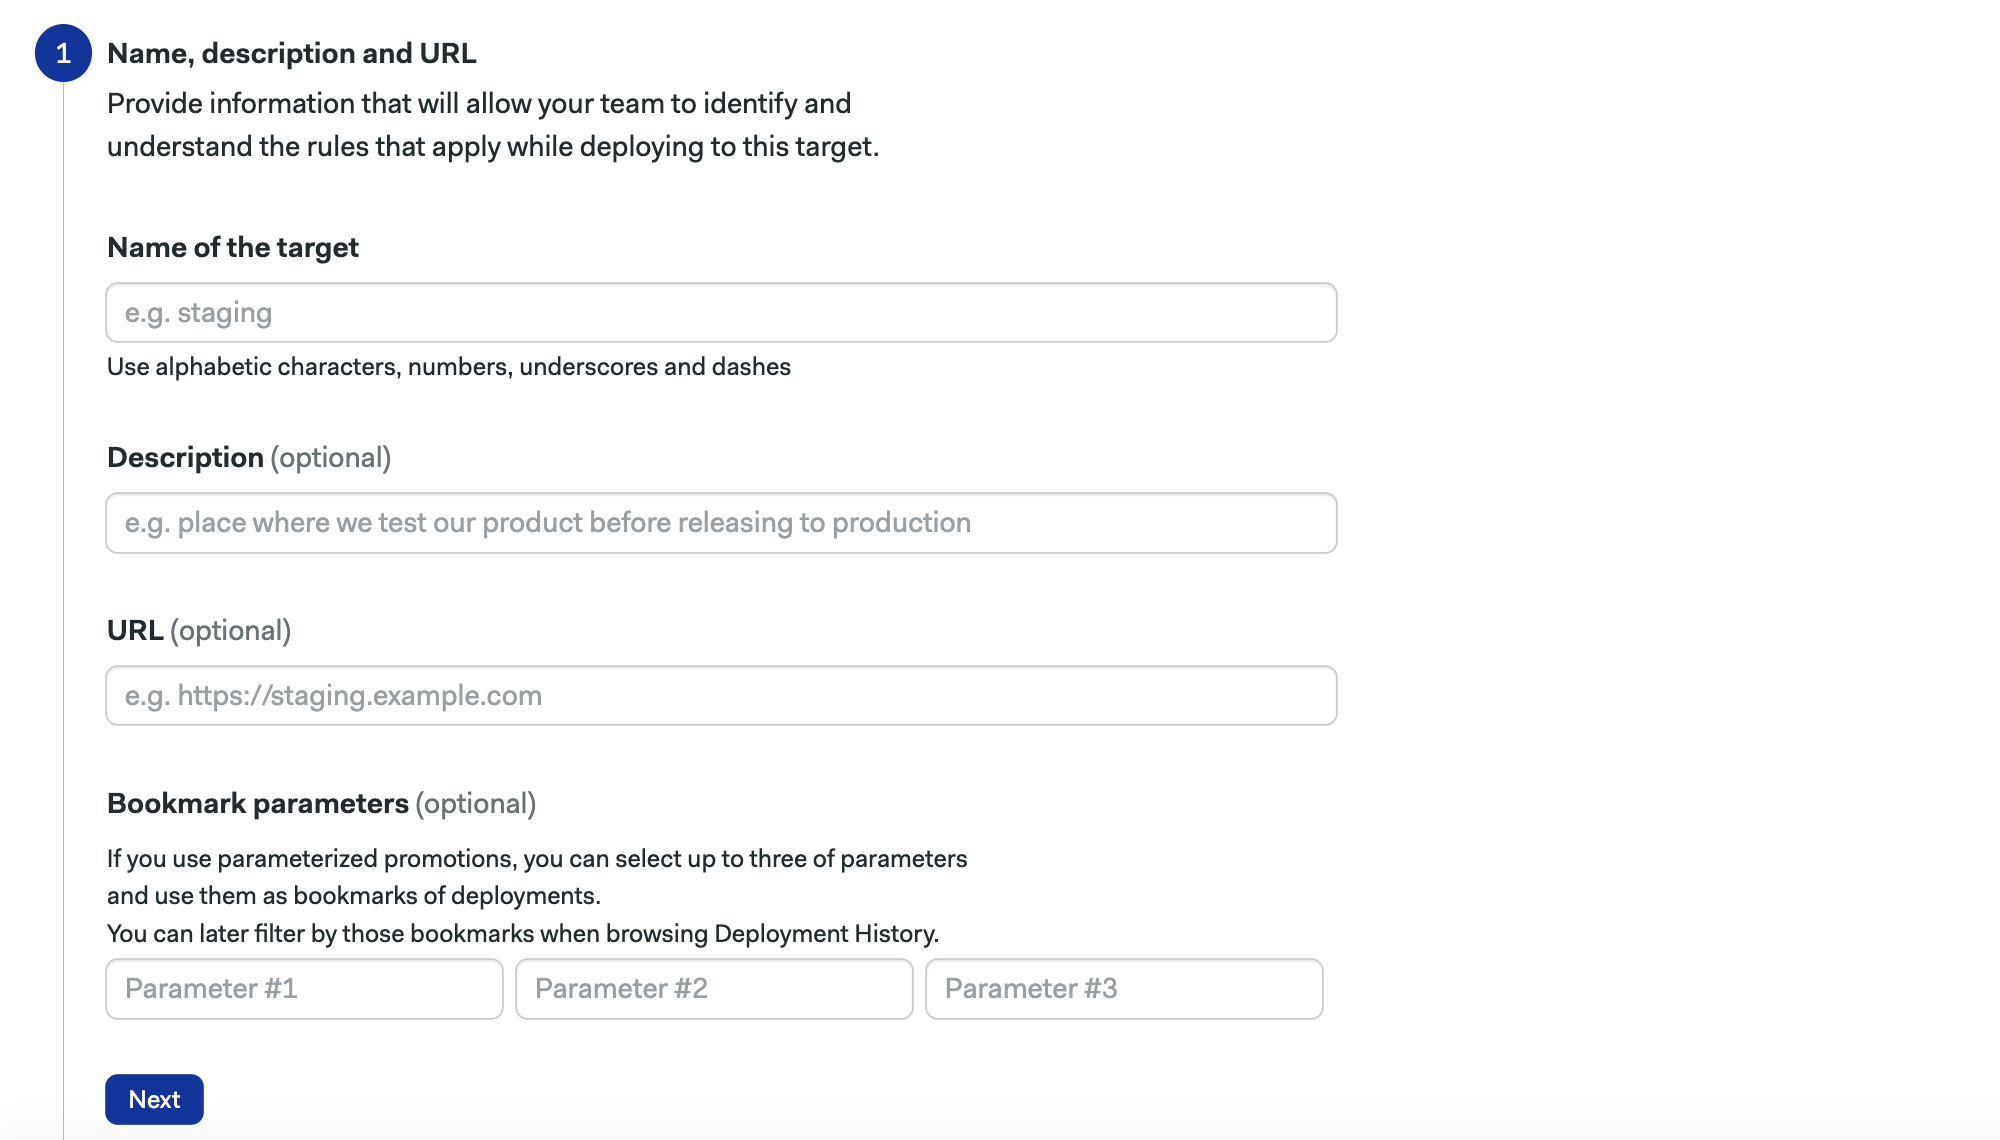 1
Name, description and URL
Provide information that will allow your team to identify and
understand the rules that apply while deploying to this target.
Name of the target
e.g. staging
Use alphabetic characters, numbers, underscores and dashes
Description (optional)
e.g. place where we test our product before releasing to production
URL (optional)
e.g. https://staging.example.com
Bookmark parameters (optional)
If you use parameterized promotions, you can select up to three of parameters
and use them as bookmarks of deployments.
You can later filter by those bookmarks when browsing Deployment History.
Parameter #1 Parameter #2 Parameter #3
Next